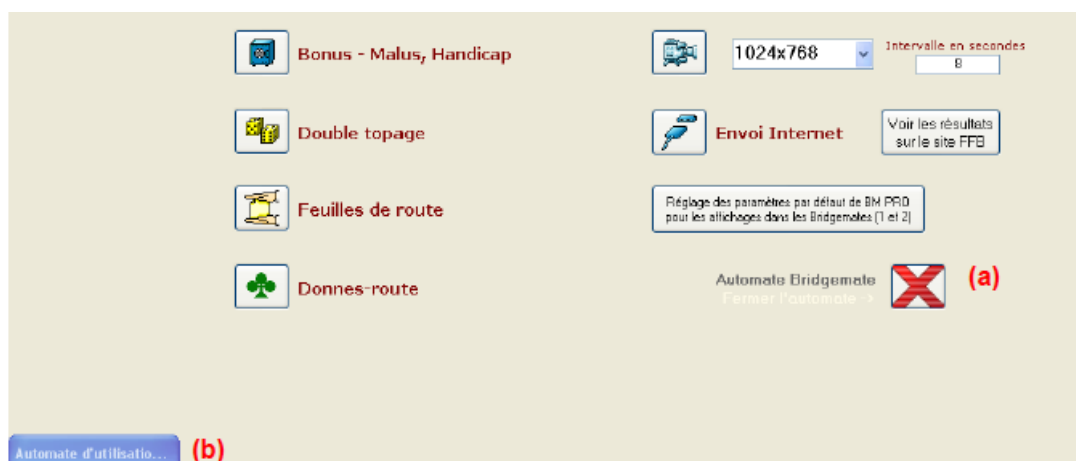 Bonus - Malus, Handicap
1024x768
Intervalle en secondes
8
Double topage
Envoi Internet
Voir les résultats
sur le site FFB
Feuilles de route
Réglage des paramètres par défaut de BM PRO
pour les affichages dans les Bridgemates (1 et 2)
Donnes-route
Automate Bridgemate
Fermer l'automate ->
(a)
Automate d'utilisatio...
(b)